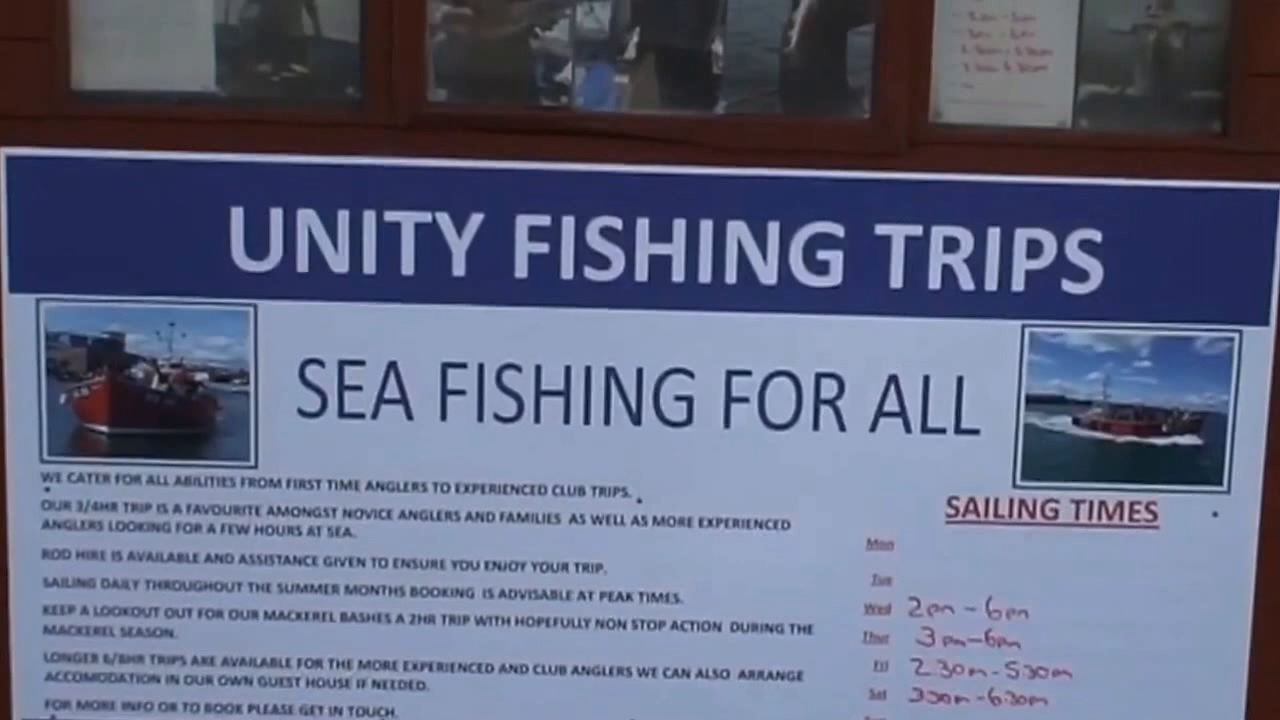 UNITY FISHING TRIPS
SEA FISHING FOR ALL
WE CATER FOR ALL ABILITIES FROM FIRST TIME ANGLERS TO EXPERIENCED CLUB TRIPS.
OUR 3/4HR TRIP IS A FAVOURITE AMONGST NOVICE ANGLERS AND FAMILIES AS WELL AS MORE EXPERIENCED
ANGLERS LOOKING FOR A FEW HOURS AT SEA.
ROD HIRE IS AVAILABLE AND ASSISTANCE GIVEN TO ENSURE YOU ENJOY YOUR TRIP.
SAILING DAILY THROUGHOUT THE SUMMER MONTHS BOOKING IS ADVISABLE AT PEAK TIMES.
KEEP A LOOKOUT OUT FOR OUR MACKEREL BASHES A 2HR TRIP WITH HOPEFULLY NON STOP ACTION DURING THE
MACKEREL SEASON.
LONGER 6/8HR TRIPS ARE AVAILABLE FOR THE MORE EXPERIENCED AND CLUB ANGLERS WE CAN ALSO ARRANGE
ACCOMODATION IN OUR OWN GUEST HOUSE IF NEEDED.
FOR MORE INFO OR TO BOOK PLEASE GET IN TOUCH.
SAILING TIMES
Mon
Tue
Wed 2pm - 6pm
Thur 3pm - 6pm
Fri 2.30pm - 5.30pm
Sat 3.30pm - 6.30pm